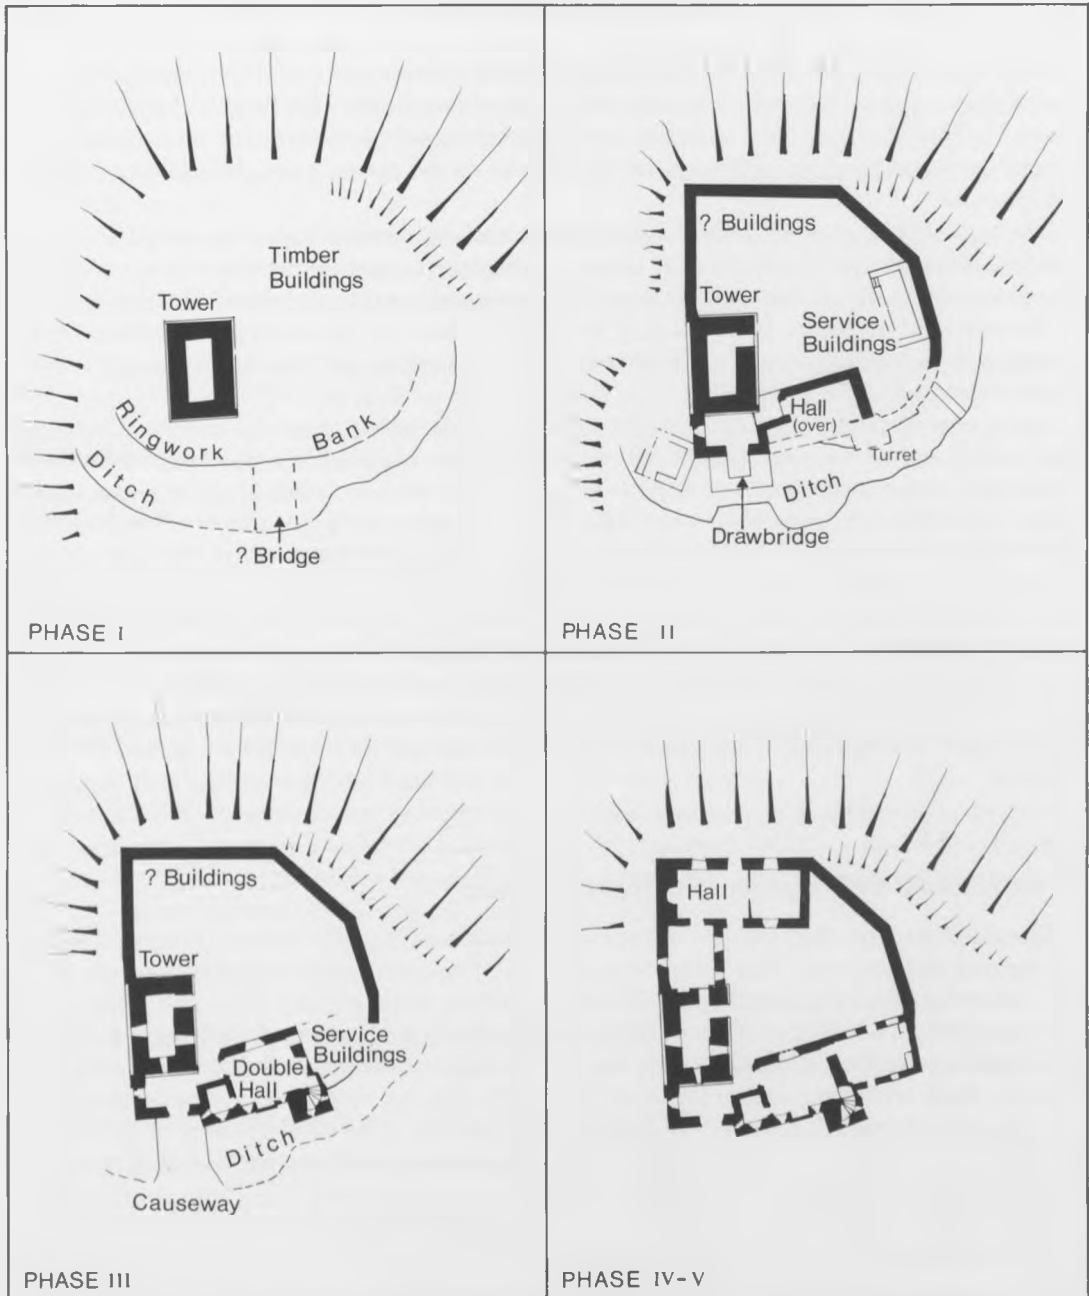 Timber
Buildings
Tower
Ringwork Bank
Ditch
? Bridge
PHASE I
? Buildings
Tower
Service
Buildings
Hall
(over)
Turret
Ditch
Drawbridge
PHASE II
? Buildings
Tower
Service
Buildings
Double
Hall
Ditch
Causeway
PHASE III
Hall
PHASE IV-V